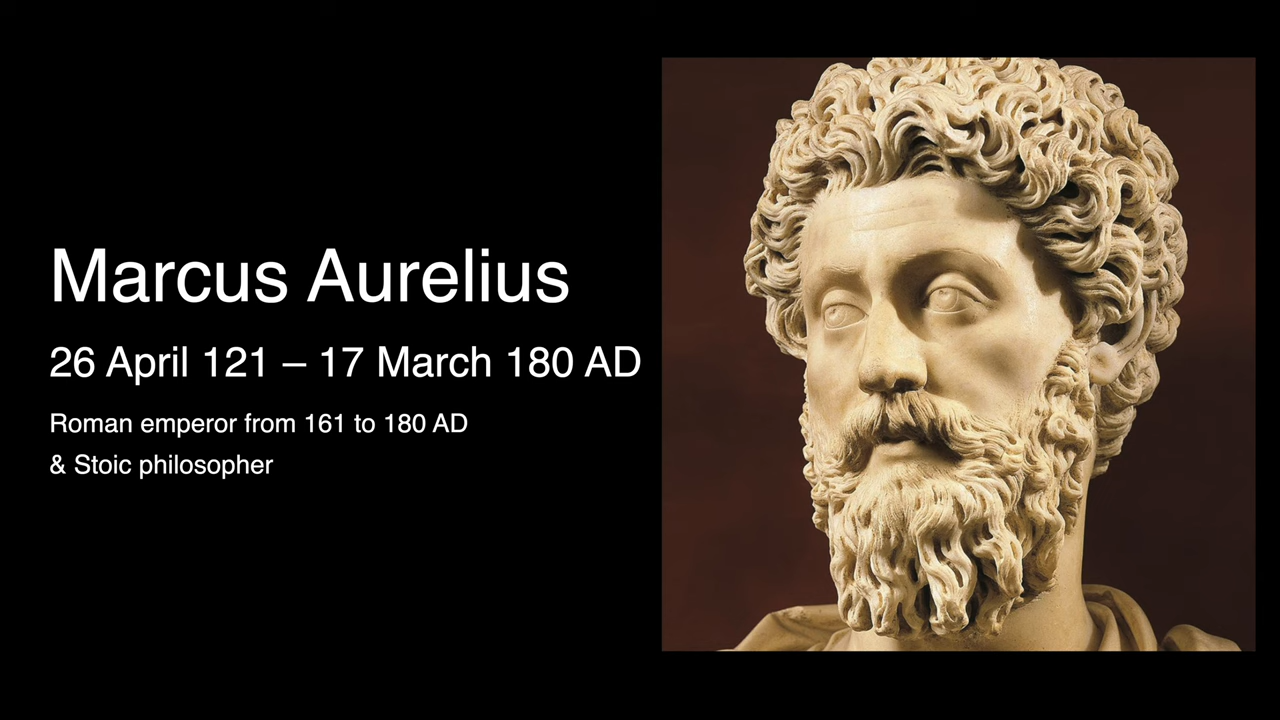 Marcus Aurelius
26 April 121 – 17 March 180 AD
Roman emperor from 161 to 180 AD
& Stoic philosopher